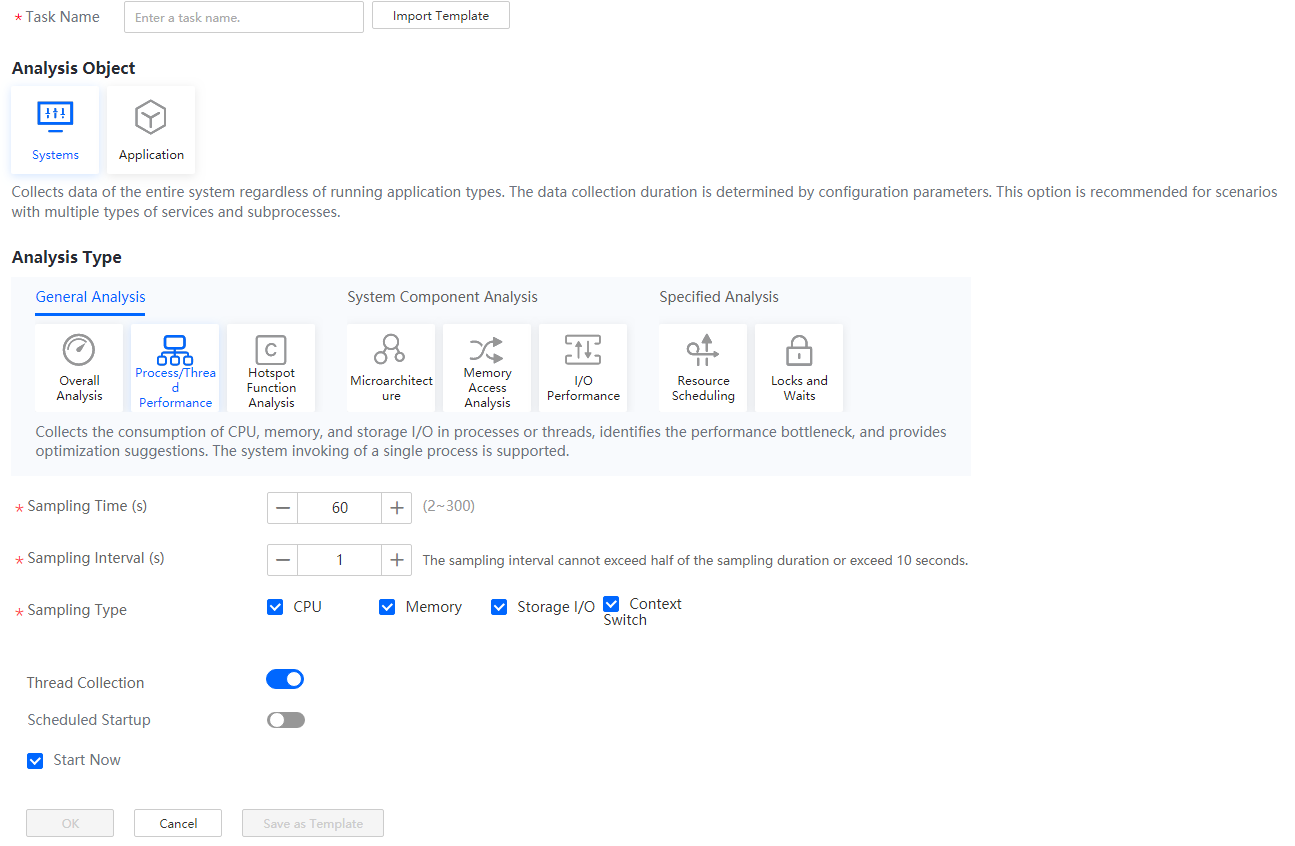 * Task Name
Enter a task name.
Import Template
Analysis Object
Systems
Application
Collects data of the entire system regardless of running application types. The data collection duration is determined by configuration parameters. This option is recommended for scenarios
with multiple types of services and subprocesses.
Analysis Type
General Analysis
System Component Analysis
Specified Analysis
Overall
Analysis
Process/Threa
d
Performance
C
Hotspot
Function
Analysis
Microarchitect
ure
Memory
Access
Analysis
I/O
Performance
Resource
Scheduling
Locks and
Waits
Collects the consumption of CPU, memory, and storage I/O in processes or threads, identifies the performance bottleneck, and provides
optimization suggestions. The system invoking of a single process is supported.
* Sampling Time (s)
60
(2~300)
* Sampling Interval (s)
1
The sampling interval cannot exceed half of the sampling duration or exceed 10 seconds.
* Sampling Type
CPU
Memory
Storage I/O
Context
Switch
Thread Collection
Scheduled Startup
Start Now
OK
Cancel
Save as Template